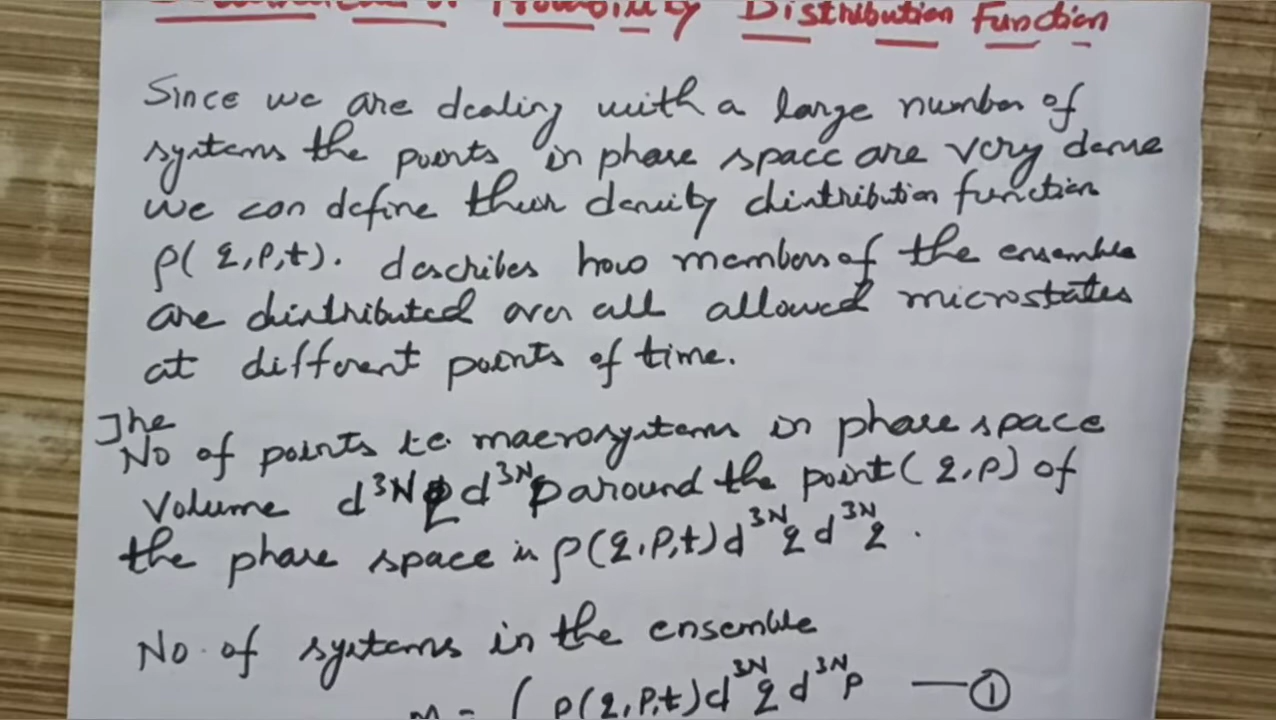 Probability Distribution Function
Since we are dealing with a large number of
systems the points in phase space are very dense
we can define their density distribution function
ρ(q,p,t). describes how members of the ensemble
are distributed over all allowed microstates
at different points of time.
The
No of points i.e. macrosystems in phase space
volume d³ᴺq d³ᴺp around the point (q,p) of
the phase space is ρ(q,p,t)d³ᴺq d³ᴺq.
No. of systems in the ensemble
= ∫ ρ(q,p,t)d³ᴺq d³ᴺp —①